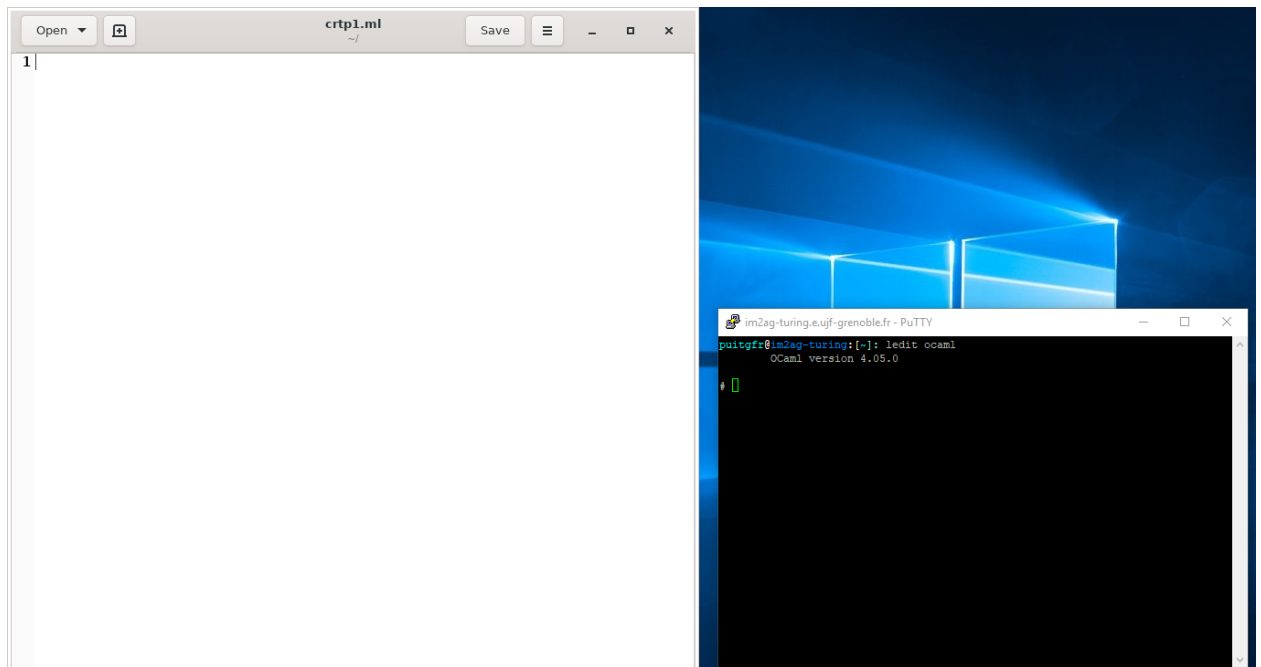 Open
crtp1.ml
~/
Save
1
im2ag-turing.e.ujf-grenoble.fr - PuTTY
puitgfr@im2ag-turing:[~]: ledit ocaml
OCaml version 4.05.0
#